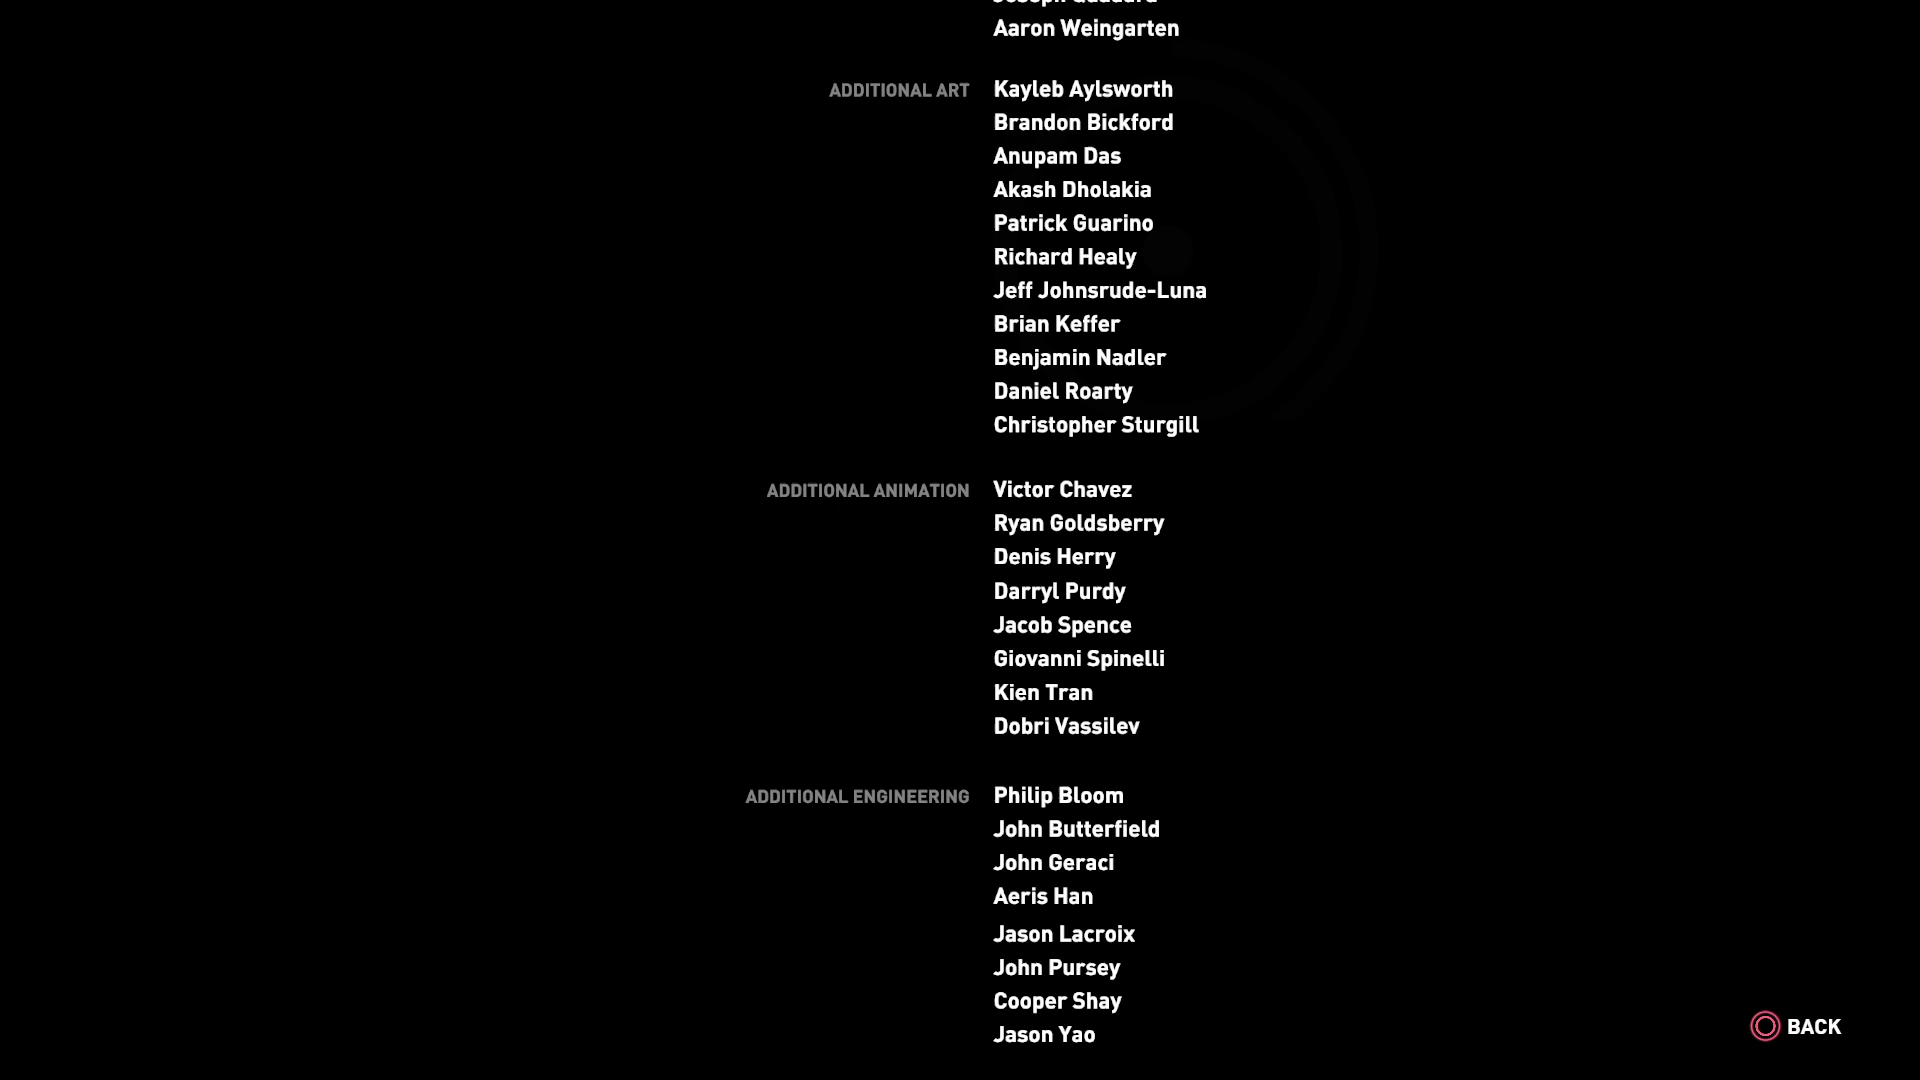 Aaron Weingarten
ADDITIONAL ART Kayleb Aylsworth
Brandon Bickford
Anupam Das
Akash Dholakia
Patrick Guarino
Richard Healy
Jeff Johnsrude-Luna
Brian Keffer
Benjamin Nadler
Daniel Roarty
Christopher Sturgill
ADDITIONAL ANIMATION Victor Chavez
Ryan Goldsberry
Denis Herry
Darryl Purdy
Jacob Spence
Giovanni Spinelli
Kien Tran
Dobri Vassilev
ADDITIONAL ENGINEERING Philip Bloom
John Butterfield
John Geraci
Aeris Han
Jason Lacroix
John Pursey
Cooper Shay
Jason Yao
BACK